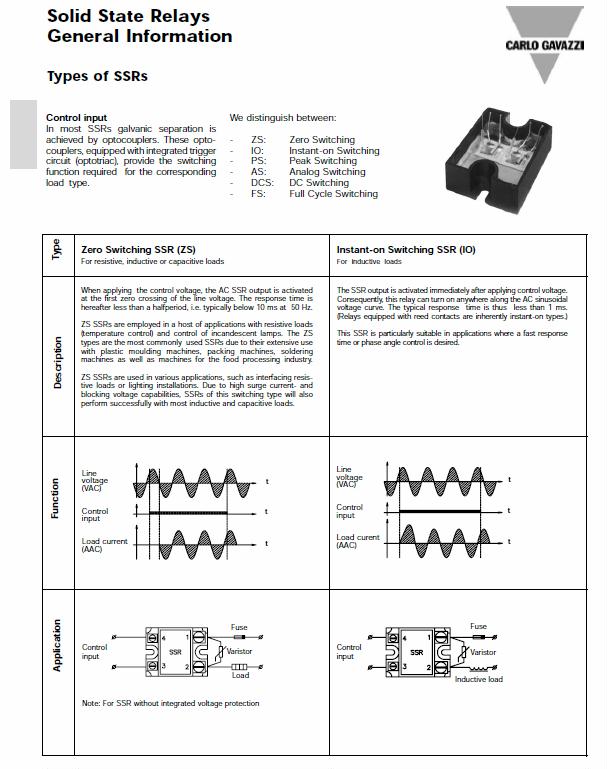 Solid State Relays
General Information
CARLO GAVAZZI
Types of SSRs
Control input
In most SSRs galvanic separation is
achieved by optocouplers. These opto-
couplers, equipped with integrated trigger
circuit (optotriac), provide the switching
function required for the corresponding
load type.
We distinguish between:
- ZS: Zero Switching
- IO: Instant-on Switching
- PS: Peak Switching
- AS: Analog Switching
- DCS: DC Switching
- FS: Full Cycle Switching
Type
Zero Switching SSR (ZS)
For resistive, inductive or capacitive loads
Instant-on Switching SSR (IO)
For Inductive loads
Description
When applying the control voltage, the AC SSR output is activated
at the first zero crossing of the line voltage. The response time is
hereafter less than a halfperiod, i.e. typically below 10 ms at 50 Hz.
ZS SSRs are employed in a host of applications with resistive loads
(temperature control) and control of incandescent lamps. The ZS
types are the most commonly used SSRs due to their extensive use
with plastic moulding machines, packing machines, soldering
machines as well as machines for the food processing industry.
ZS SSRs are used in various applications, such as interfacing resis-
tive loads or lighting installations. Due to high surge current- and
blocking voltage capabilities, SSRs of this switching type will also
perform successfully with most inductive and capacitive loads.
The SSR output is activated immediately after applying control voltage.
Consequently, this relay can turn on anywhere along the AC sinusoidal
voltage curve. The typical response time is thus less than 1 ms.
(Relays equipped with reed contacts are inherently instant-on types.)
This SSR is particularly suitable in applications where a fast response
time or phase angle control is desired.
Function
Line
voltage
(VAC)
t
Control
input
t
Load current
(AAC)
t
Line
voltage
(VAC)
t
Control
input
t
Load curent
(AAC)
t
Application
Control
input
4
1
SSR
3
2
Fuse
Varistor
Load
Note: For SSR without integrated voltage protection
Control
input
4
1
SSR
3
2
Fuse
Varistor
Inductive load